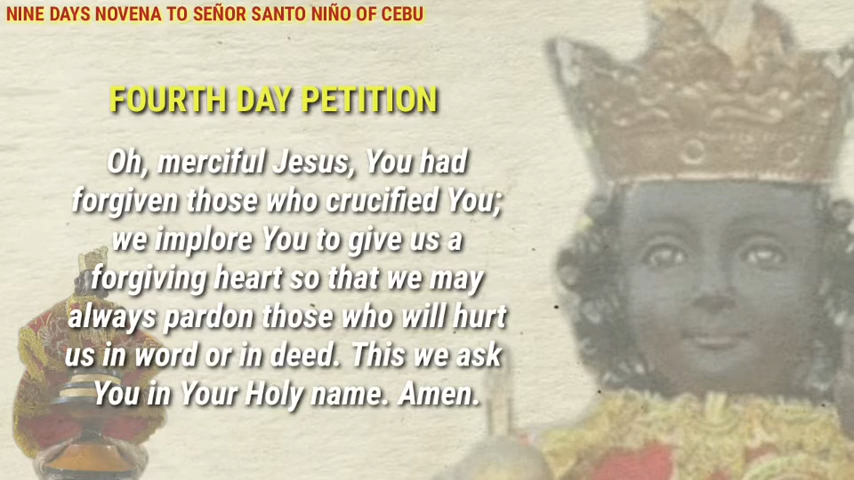 NINE DAYS NOVENA TO SEÑOR SANTO NIÑO OF CEBU
FOURTH DAY PETITION
Oh, merciful Jesus, You had
forgiven those who crucified You;
we implore You to give us a
forgiving heart so that we may
always pardon those who will hurt
us in word or in deed. This we ask
You in Your Holy name. Amen.